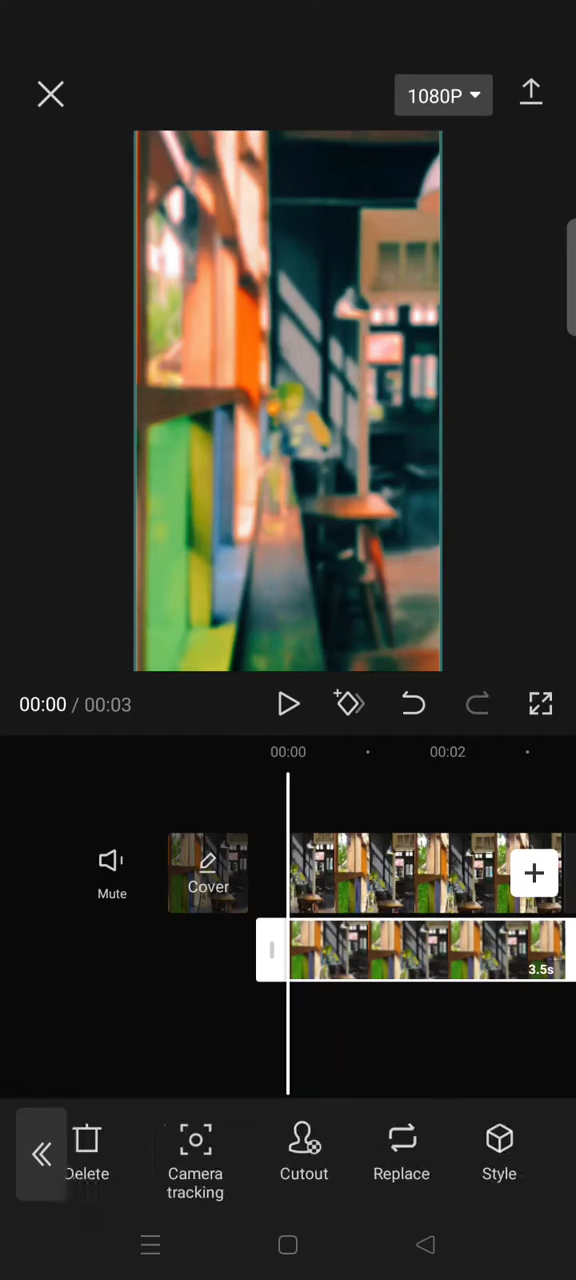 1080P
00:00 / 00:03
00:00
00:02
Mute
Cover
3.5s
Delete
Camera
tracking
Cutout
Replace
Style